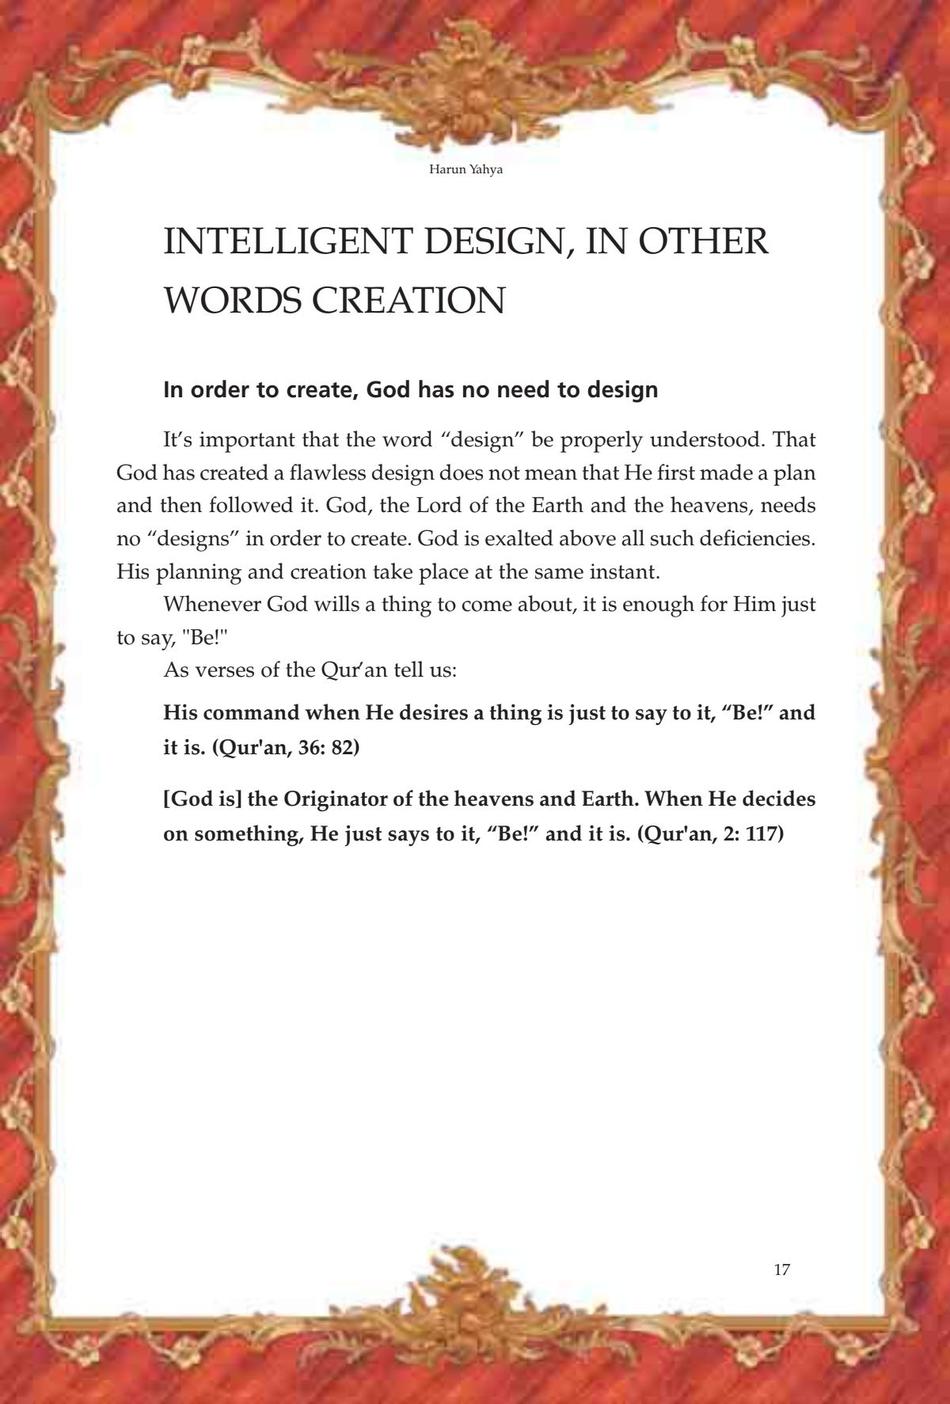 Harun Yahya
INTELLIGENT DESIGN, IN OTHER
WORDS CREATION
In order to create, God has no need to design
It’s important that the word “design” be properly understood. That
God has created a flawless design does not mean that He first made a plan
and then followed it. God, the Lord of the Earth and the heavens, needs
no “designs” in order to create. God is exalted above all such deficiencies.
His planning and creation take place at the same instant.
Whenever God wills a thing to come about, it is enough for Him just
to say, "Be!"
As verses of the Qur’an tell us:
His command when He desires a thing is just to say to it, “Be!” and
it is. (Qur'an, 36: 82)
[God is] the Originator of the heavens and Earth. When He decides
on something, He just says to it, “Be!” and it is. (Qur'an, 2: 117)
17